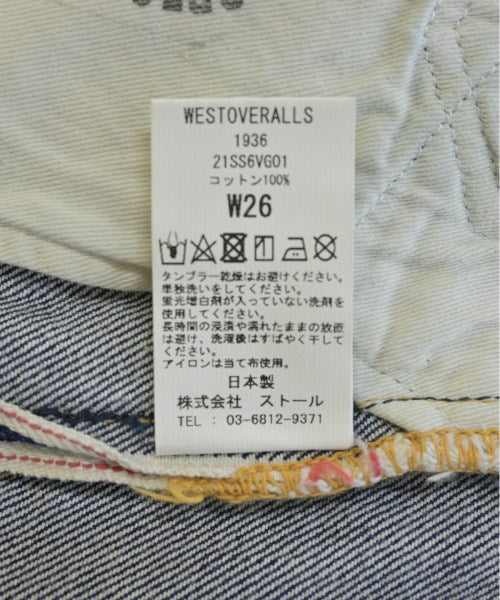 WESTOVERALLS
1936
21SS6VG01
コットン100%
W26
タンブラー乾燥はお避けください。
単独洗いをしてください。
蛍光増白剤が入っていない洗剤を
使用してください。
長時間の浸漬や濡れたままの放置
は避け、洗濯後はすばやく干して
ください。
アイロンは当て布使用。
日本製
株式会社 ストール
TEL : 03-6812-9371